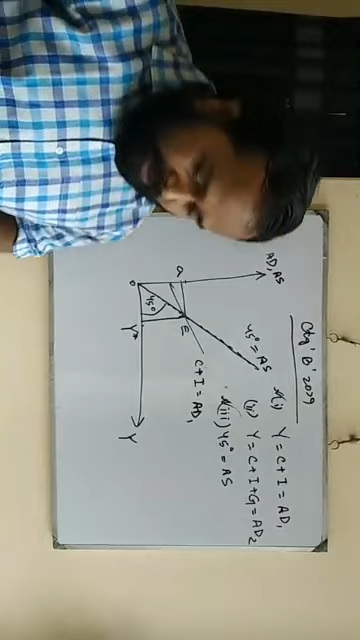 Obj 'B' 2079
(i) Y = C + I = AD₁
(ii) Y = C + I + G = AD₂
(iii) 45° = AS
AD, AS
45° = AS
a
E
C + I = AD₁
45°
O
Y*
Y